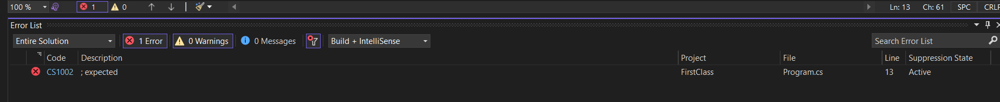 100 % 1 0 Ln: 13 Ch: 61 SPC CRLF
Error List
Entire Solution 1 Error 0 Warnings 0 Messages Build + IntelliSense Search Error List
Code Description Project File Line Suppression State
CS1002 ; expected FirstClass Program.cs 13 Active